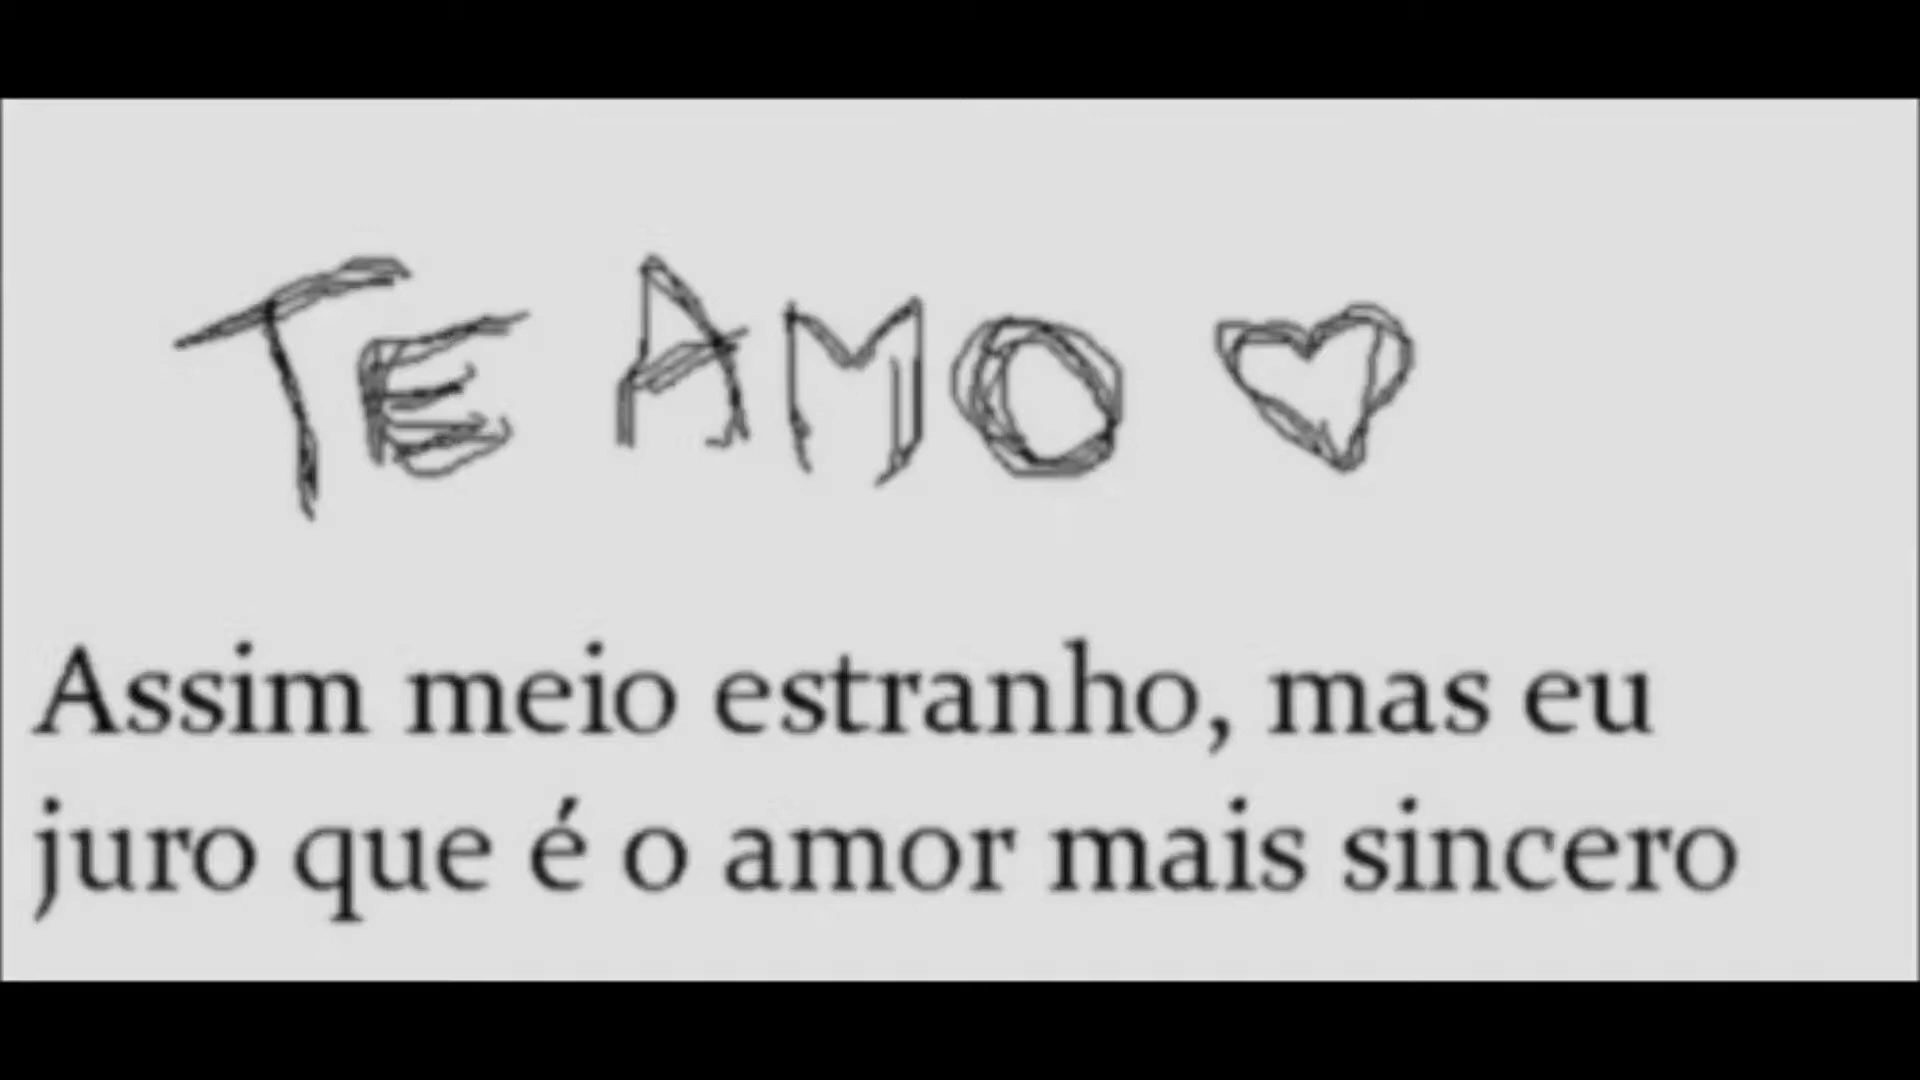 TE AMO
Assim meio estranho, mas eu
juro que é o amor mais sincero